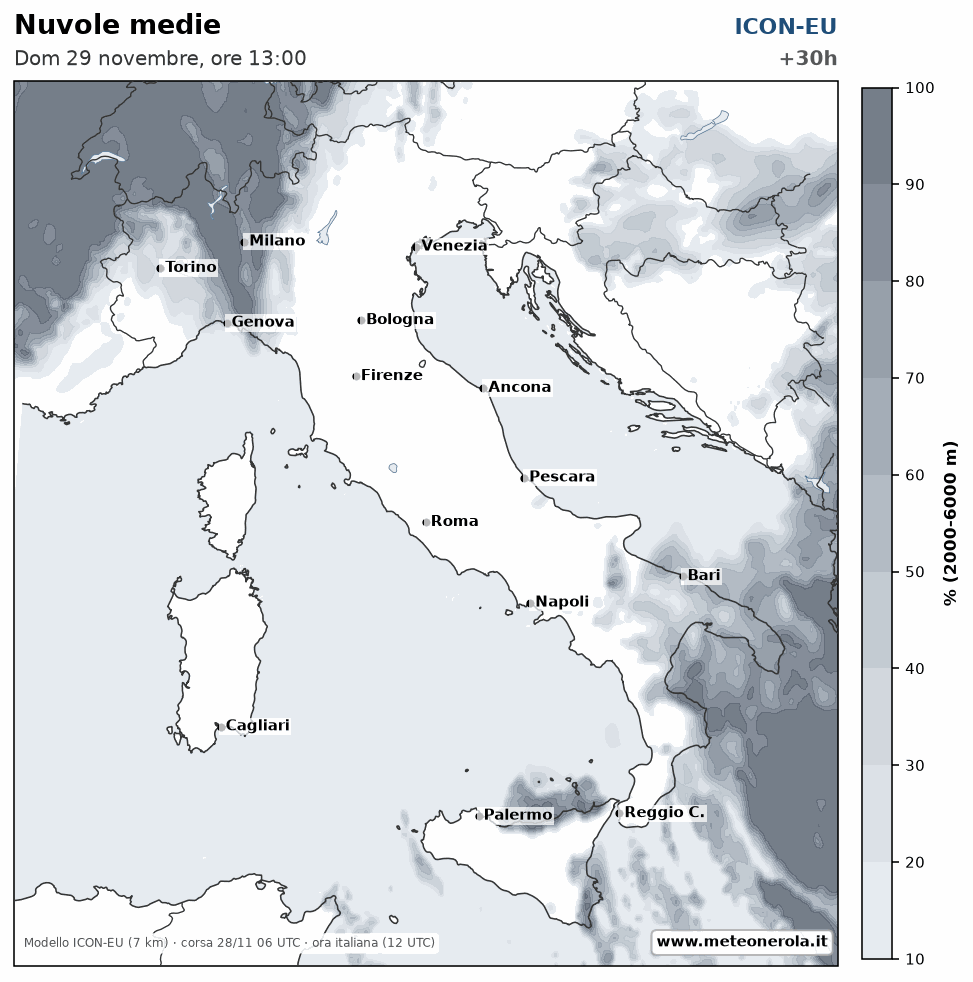 Nuvole medie
ICON-EU
Dom 29 novembre, ore 13:00
+30h
Milano
Venezia
Torino
Genova
Bologna
Firenze
Ancona
Pescara
Roma
Bari
Napoli
Cagliari
Palermo
Reggio C.
Modello ICON-EU (7 km) · corsa 28/11 06 UTC · ora italiana (12 UTC)
www.meteonerola.it
100
90
80
70
60
50
40
30
20
10
% (2000-6000 m)